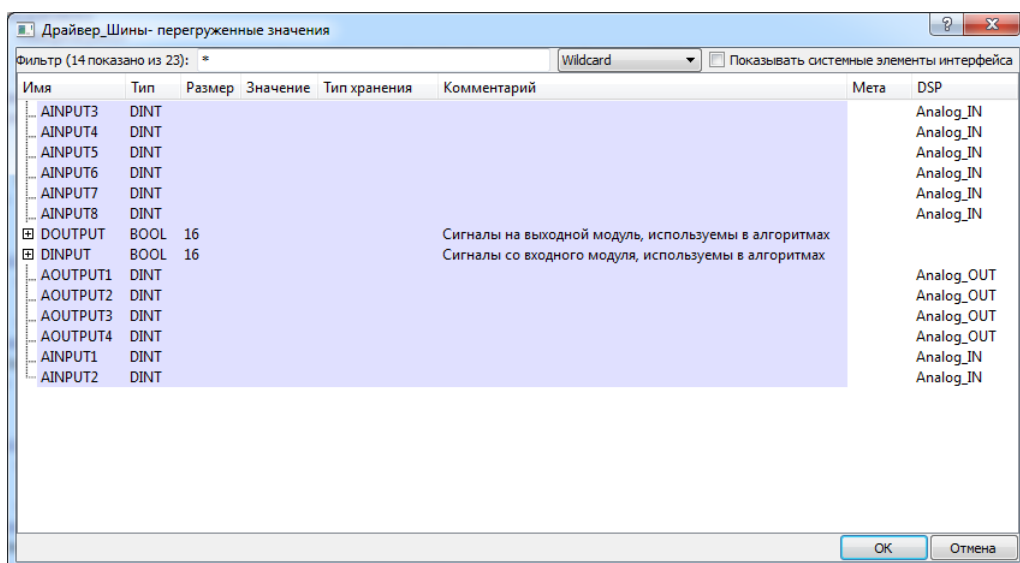 Драйвер_Шины- перегруженные значения
Фильтр (14 показано из 23): * Wildcard Показывать системные элементы интерфейса
Имя Тип Размер Значение Тип хранения Комментарий Мета DSP
AINPUT3 DINT Analog_IN
AINPUT4 DINT Analog_IN
AINPUT5 DINT Analog_IN
AINPUT6 DINT Analog_IN
AINPUT7 DINT Analog_IN
AINPUT8 DINT Analog_IN
DOUTPUT BOOL 16 Сигналы на выходной модуль, используемы в алгоритмах
DINPUT BOOL 16 Сигналы со входного модуля, используемы в алгоритмах
AOUTPUT1 DINT Analog_OUT
AOUTPUT2 DINT Analog_OUT
AOUTPUT3 DINT Analog_OUT
AOUTPUT4 DINT Analog_OUT
AINPUT1 DINT Analog_IN
AINPUT2 DINT Analog_IN
OK Отмена